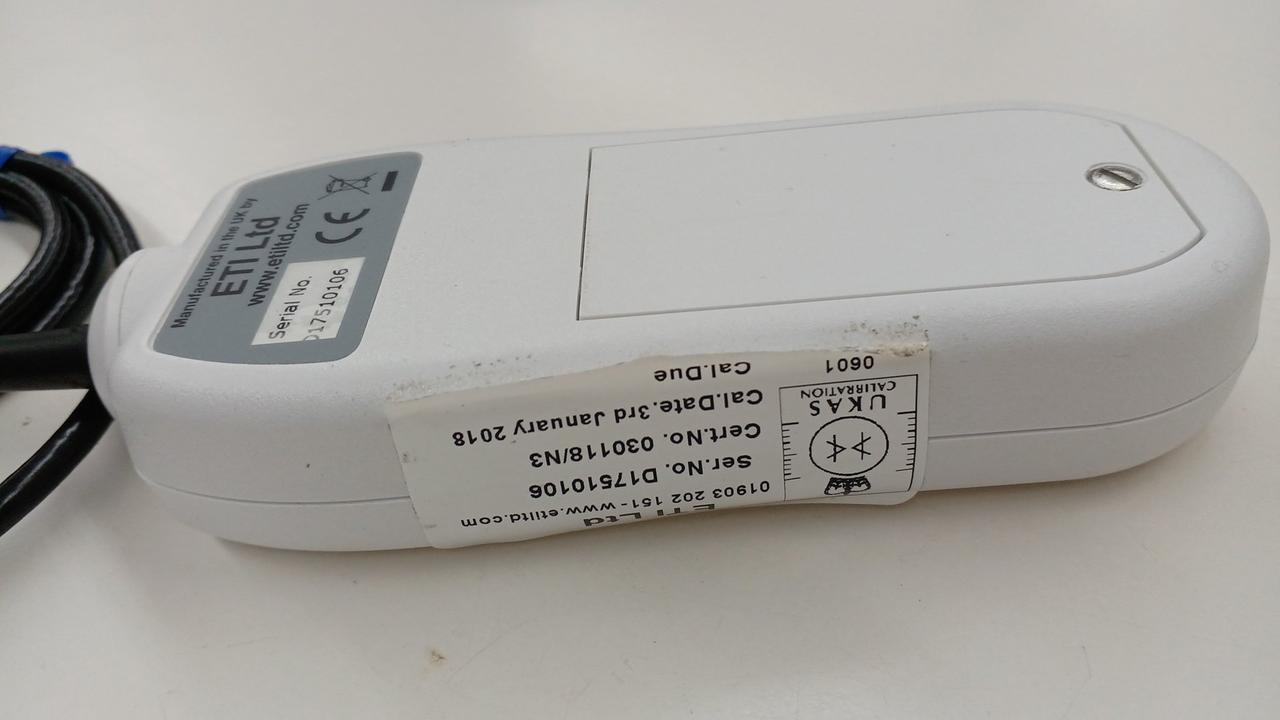 Manufactured in the UK by
ETI Ltd
www.etiltd.com
CE
Serial No.
D17510106
ETI Ltd
01903 202 151- www.etiltd.com
Ser.No. D17510106
Cert.No. 030118/N3
Cal.Date.3rd January 2018
Cal.Due
UKAS
CALIBRATION
0601